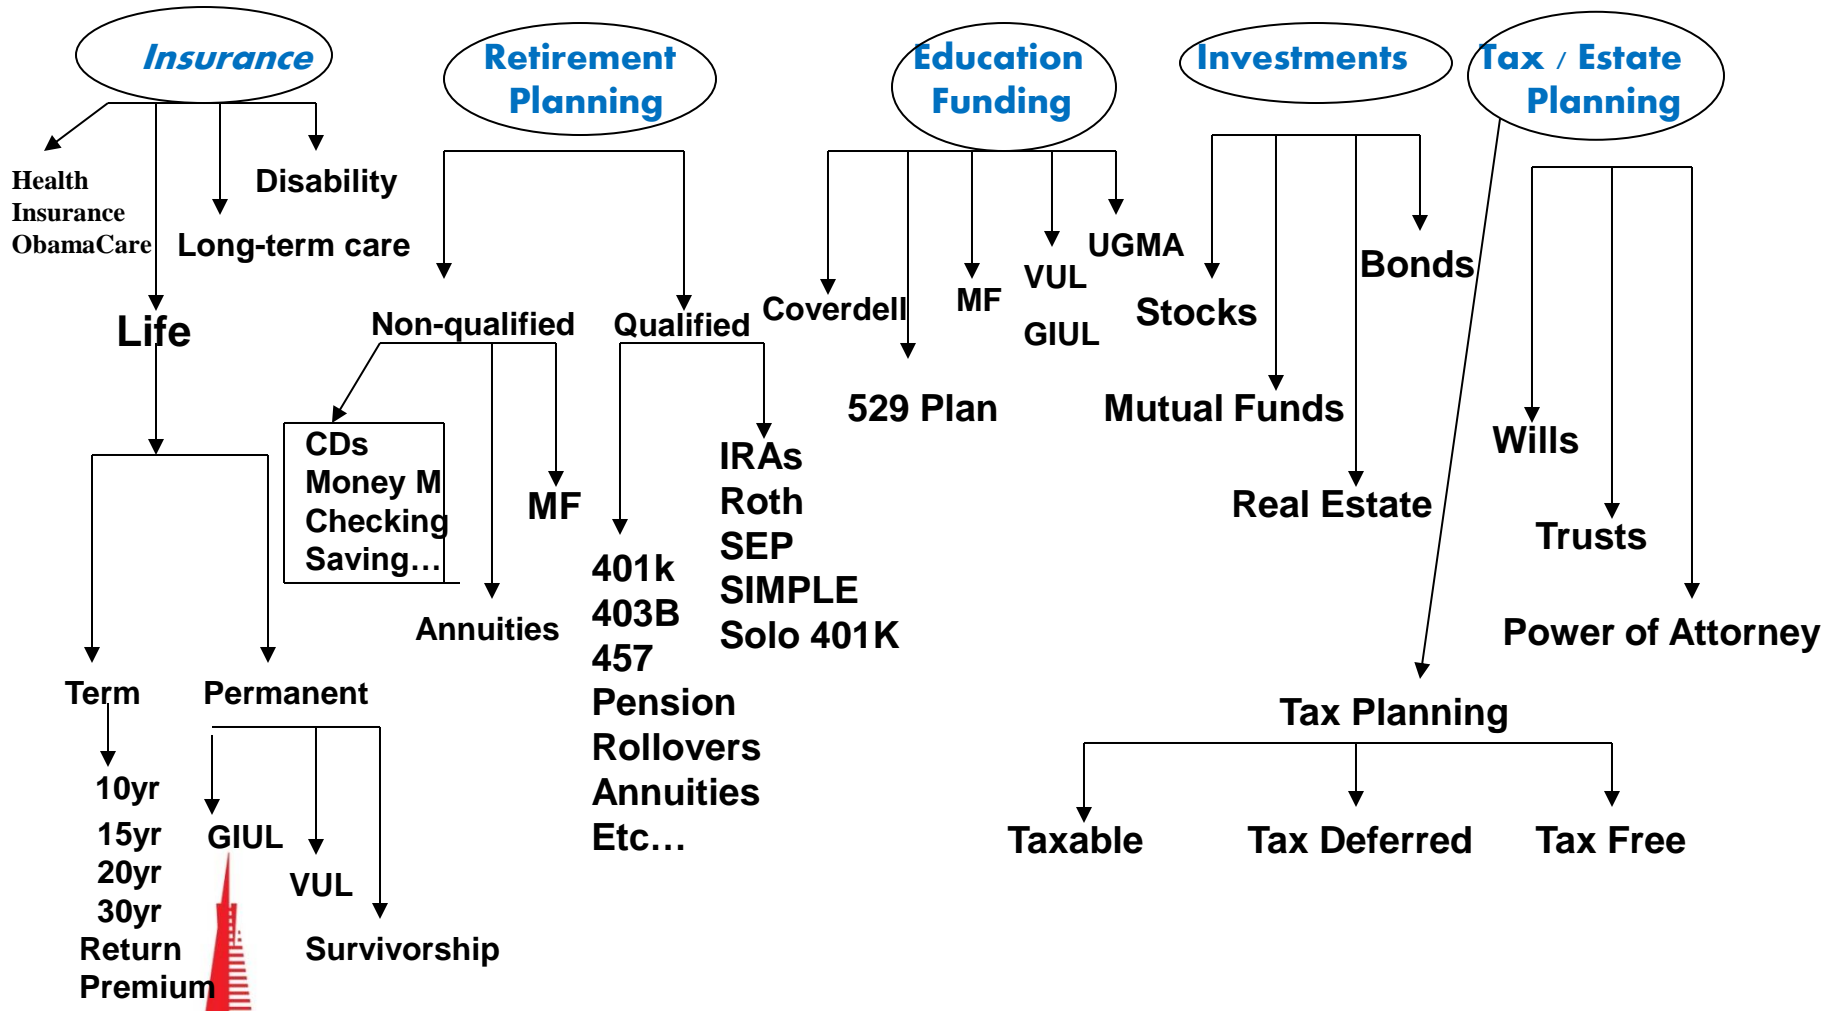 Insurance
Health
Insurance
ObamaCare
Disability
Long-term care
Life
Term
10yr
15yr
20yr
30yr
Return
Premium
Permanent
GIUL
VUL
Survivorship
Retirement
Planning
Non-qualified
CDs
Money M
Checking
Saving...
Annuities
MF
Qualified
401k
403B
457
Pension
Rollovers
Annuities
Etc...
IRAs
Roth
SEP
SIMPLE
Solo 401K
Education
Funding
Coverdell
529 Plan
MF
VUL
GIUL
UGMA
Investments
Stocks
Mutual Funds
Real Estate
Bonds
Tax / Estate
Planning
Wills
Trusts
Power of Attorney
Tax Planning
Taxable
Tax Deferred
Tax Free